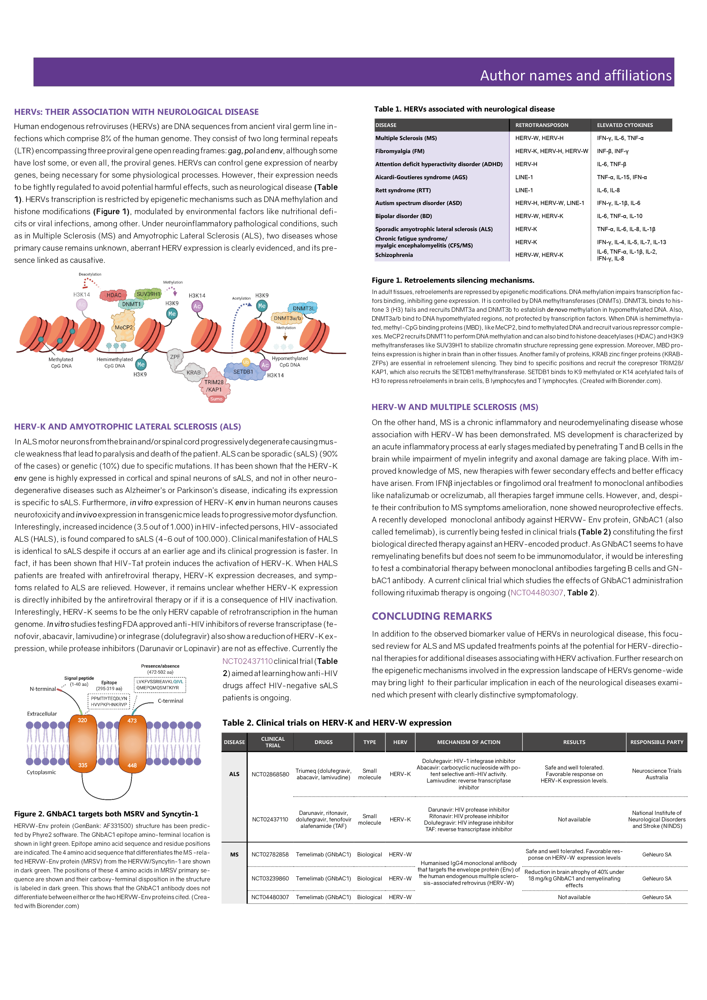 Author names and affiliations
HERVs: THEIR ASSOCIATION WITH NEUROLOGICAL DISEASE
Human endogenous retroviruses (HERVs) are DNA sequences from ancient viral germ line in-
fections which comprise 8% of the human genome. They consist of two long terminal repeats
(LTR) encompassing three proviral gene open reading frames: gag, pol and env, although some
have lost some, or even all, the proviral genes. HERVs can control gene expression of nearby
genes, being necessary for some physiological processes. However, their expression needs
to be tightly regulated to avoid potential harmful effects, such as neurological disease (Table
1). HERVs transcription is restricted by epigenetic mechanisms such as DNA methylation and
histone modifications (Figure 1), modulated by environmental factors like nutritional defi-
cits or viral infections, among other. Under neuroinflammatory pathological conditions, such
as in Multiple Sclerosis (MS) and Amyotrophic Lateral Sclerosis (ALS), two diseases whose
primary cause remains unknown, aberrant HERV expression is clearly evidenced, and its pre-
sence linked as causative.
Deacetylation
H3K14
Ac
HDAC
SUV39H1
DNMT1
MeCP2
Methylation
H3K9
Me
H3K14
Ac
Acetylation
H3K9
Me
DNMT3L
DNMT3a/b
Methylation
Methylated
CpG DNA
Hemimethylated
CpG DNA
Me
H3K9
ZPF
KRAB
TRIM28
/KAP1
Sumo
Ub
SETDB1
Ac
H3K14
Hypomethylated
CpG DNA
HERV-K AND AMYOTROPHIC LATERAL SCLEROSIS (ALS)
In ALS motor neurons from the brain and/or spinal cord progressively degenerate causing mus-
cle weakness that lead to paralysis and death of the patient. ALS can be sporadic (sALS) (90%
of the cases) or genetic (10%) due to specific mutations. It has been shown that the HERV-K
env gene is highly expressed in cortical and spinal neurons of sALS, and not in other neuro-
degenerative diseases such as Alzheimer's or Parkinson's disease, indicating its expression
is specific to sALS. Furthermore, in vitro expression of HERV-K env in human neurons causes
neurotoxicity and in vivo expression in transgenic mice leads to progressive motor dysfunction.
Interestingly, increased incidence (3.5 out of 1.000) in HIV-infected persons, HIV-associated
ALS (HALS), is found compared to sALS (4-6 out of 100.000). Clinical manifestation of HALS
is identical to sALS despite it occurs at an earlier age and its clinical progression is faster. In
fact, it has been shown that HIV-Tat protein induces the activation of HERV-K. When HALS
patients are treated with antiretroviral therapy, HERV-K expression decreases, and symp-
toms related to ALS are relieved. However, it remains unclear whether HERV-K expression
is directly inhibited by the antiretroviral therapy or if it is a consequence of HIV inactivation.
Interestingly, HERV-K seems to be the only HERV capable of retrotranscription in the human
genome. In vitro studies testing FDA approved anti-HIV inhibitors of reverse transcriptase (te-
nofovir, abacavir, lamivudine) or integrase (dolutegravir) also show a reduction of HERV-K ex-
pression, while protease inhibitors (Darunavir or Lopinavir) are not as effective. Currently the
NCT02437110 clinical trial (Table
2) aimed at learning how anti-HIV
drugs affect HIV-negative sALS
patients is ongoing.
Presence/absence
(472-502 aa)
LVKFVSSRIEAVKLQIVL
QMEPQMQSMTKIYR
Signal peptide
(1-40 aa)
Epitope
(295-319 aa)
PPMTIYTEQDLYN
HVVPKPHNKRVP
N-terminal
C-terminal
Extracellular
320
473
335
448
Cytoplasmic
Figure 2. GNbAC1 targets both MSRV and Syncytin-1
HERVW-Env protein (GenBank: AF331500) structure has been predic-
ted by Phyre2 software. The GNbAC1 epitope amino-terminal location is
shown in light green. Epitope amino acid sequence and residue positions
are indicated. The 4 amino acid sequence that differentiates the MS -rela-
ted HERVW-Env protein (MRSV) from the HERVW/Syncytin-1 are shown
in dark green. The positions of these 4 amino acids in MRSV primary se-
quence are shown and their carboxy-terminal disposition in the structure
is labeled in dark green. This shows that the GNbAC1 antibody does not
differentiate between either or the two HERVW-Env proteins cited. (Crea-
ted with Biorender.com)
Table 1. HERVs associated with neurological disease
DISEASE RETROTRANSPOSON ELEVATED CYTOKINES
Multiple Sclerosis (MS) HERV-W, HERV-H IFN-γ, IL-6, TNF-α
Fibromyalgia (FM) HERV-K, HERV-H, HERV-W INF-β, INF-γ
Attention deficit hyperactivity disorder (ADHD) HERV-H IL-6, TNF-β
Aicardi-Goutieres syndrome (AGS) LINE-1 TNF-α, IL-15, IFN-α
Rett syndrome (RTT) LINE-1 IL-6, IL-8
Autism spectrum disorder (ASD) HERV-H, HERV-W, LINE-1 IFN-γ, IL-1β, IL-6
Bipolar disorder (BD) HERV-W, HERV-K IL-6, TNF-α, IL-10
Sporadic amyotrophic lateral sclerosis (ALS) HERV-K TNF-α, IL-6, IL-8, IL-1β
Chronic fatigue syndrome/
myalgic encephalomyelitis (CFS/MS) HERV-K IFN-γ, IL-4, IL-5, IL-7, IL-13
Schizophrenia HERV-W, HERV-K IL-6, TNF-α, IL-1β, IL-2,
IFN-γ, IL-8
Figure 1. Retroelements silencing mechanisms.
In adult tissues, retroelements are repressed by epigenetic modifications. DNA methylation impairs transcription fac-
tors binding, inhibiting gene expression. It is controlled by DNA methyltransferases (DNMTs). DNMT3L binds to his-
tone 3 (H3) tails and recruits DNMT3a and DNMT3b to establish de novo methylation in hypomethylated DNA. Also,
DNMT3a/b bind to DNA hypomethylated regions, not protected by transcription factors. When DNA is hemimethyla-
ted, methyl-CpG binding proteins (MBD), like MeCP2, bind to methylated DNA and recruit various repressor comple-
xes. MeCP2 recruits DNMT1 to perform DNA methylation and can also bind to histone deacetylases (HDAC) and H3K9
methyltransferases like SUV39H1 to stabilize chromatin structure repressing gene expression. Moreover, MBD pro-
teins expression is higher in brain than in other tissues. Another family of proteins, KRAB zinc finger proteins (KRAB-
ZFPs) are essential in retroelement silencing. They bind to specific positions and recruit the corepresor TRIM28/
KAP1, which also recruits the SETDB1 methyltransferase. SETDB1 binds to K9 methylated or K14 acetylated tails of
H3 to repress retroelements in brain cells, B lymphocytes and T lymphocytes. (Created with Biorender.com).
HERV-W AND MULTIPLE SCLEROSIS (MS)
On the other hand, MS is a chronic inflammatory and neurodemyelinating disease whose
association with HERV-W has been demonstrated. MS development is characterized by
an acute inflammatory process at early stages mediated by penetrating T and B cells in the
brain while impairment of myelin integrity and axonal damage are taking place. With im-
proved knowledge of MS, new therapies with fewer secondary effects and better efficacy
have arisen. From IFNβ injectables or fingolimod oral treatment to monoclonal antibodies
like natalizumab or ocrelizumab, all therapies target immune cells. However, and, despi-
te their contribution to MS symptoms amelioration, none showed neuroprotective effects.
A recently developed monoclonal antibody against HERVW- Env protein, GNbAC1 (also
called temelimab), is currently being tested in clinical trials (Table 2) constituting the first
biological directed therapy against an HERV-encoded product. As GNbAC1 seems to have
remyelinating benefits but does not seem to be immunomodulator, it would be interesting
to test a combinatorial therapy between monoclonal antibodies targeting B cells and GN-
bAC1 antibody. A current clinical trial which studies the effects of GNbAC1 administration
following rituximab therapy is ongoing (NCT04480307, Table 2).
CONCLUDING REMARKS
In addition to the observed biomarker value of HERVs in neurological disease, this focu-
sed review for ALS and MS updated treatments points at the potential for HERV-directio-
nal therapies for additional diseases associating with HERV activation. Further research on
the epigenetic mechanisms involved in the expression landscape of HERVs genome-wide
may bring light to their particular implication in each of the neurological diseases exami-
ned which present with clearly distinctive symptomatology.
Table 2. Clinical trials on HERV-K and HERV-W expression
DISEASE CLINICAL TRIAL DRUGS TYPE HERV MECHANISM OF ACTION RESULTS RESPONSIBLE PARTY
ALS
NCT02868580
Triumeq (dolutegravir,
abacavir, lamivudine)
Small
molecule
HERV-K
Dolutegavir: HIV-1 integrase inhibitor
Abacavir: carbocyclic nucleoside with po-
tent selective anti-HIV activity.
Lamivudine: reverse transcriptase
inhibitor
Safe and well tolerated.
Favorable response on
HERV-K expression levels.
Neuroscience Trials
Australia
NCT02437110
Darunavir, ritonavir,
dolutegravir, tenofovir
alafenamide (TAF)
Small
molecule
HERV-K
Darunavir: HIV protease inhibitor
Ritonavir: HIV protease inhibitor
Dolutegravir: HIV integrase inhibitor
TAF: reverse transcriptase inhibitor
Not available
National Institute of
Neurological Disorders
and Stroke (NINDS)
MS
NCT02782858 Temelimab (GNbAC1) Biological HERV-W
Humanised IgG4 monoclonal antibody
that targets the envelope protein (Env) of
the human endogenous multiple sclero-
sis-associated retrovirus (HERV-W)
Safe and well tolerated. Favorable res-
ponse on HERV-W expression levels
GeNeuro SA
NCT03239860 Temelimab (GNbAC1) Biological HERV-W
Reduction in brain atrophy of 40% under
18 mg/kg GNbAC1 and remyelinating
effects
GeNeuro SA
NCT04480307 Temelimab (GNbAC1) Biological HERV-W Not available GeNeuro SA